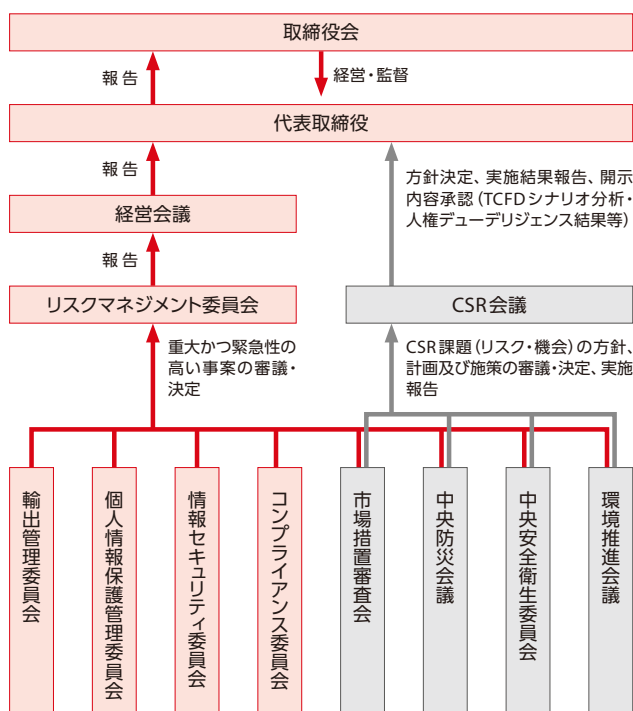 取締役会
報告
経営・監督
代表取締役
報告
方針決定、実施結果報告、開示
内容承認(TCFDシナリオ分析・
人権デューデリジェンス結果等)
経営会議
報告
リスクマネジメント委員会
CSR会議
重大かつ緊急性の
高い事案の審議・
決定
CSR課題(リスク・機会)の方針、
計画及び施策の審議・決定、実施
報告
輸出管理委員会
個人情報保護管理委員会
情報セキュリティ委員会
コンプライアンス委員会
市場措置審査会
中央防災会議
中央安全衛生委員会
環境推進会議